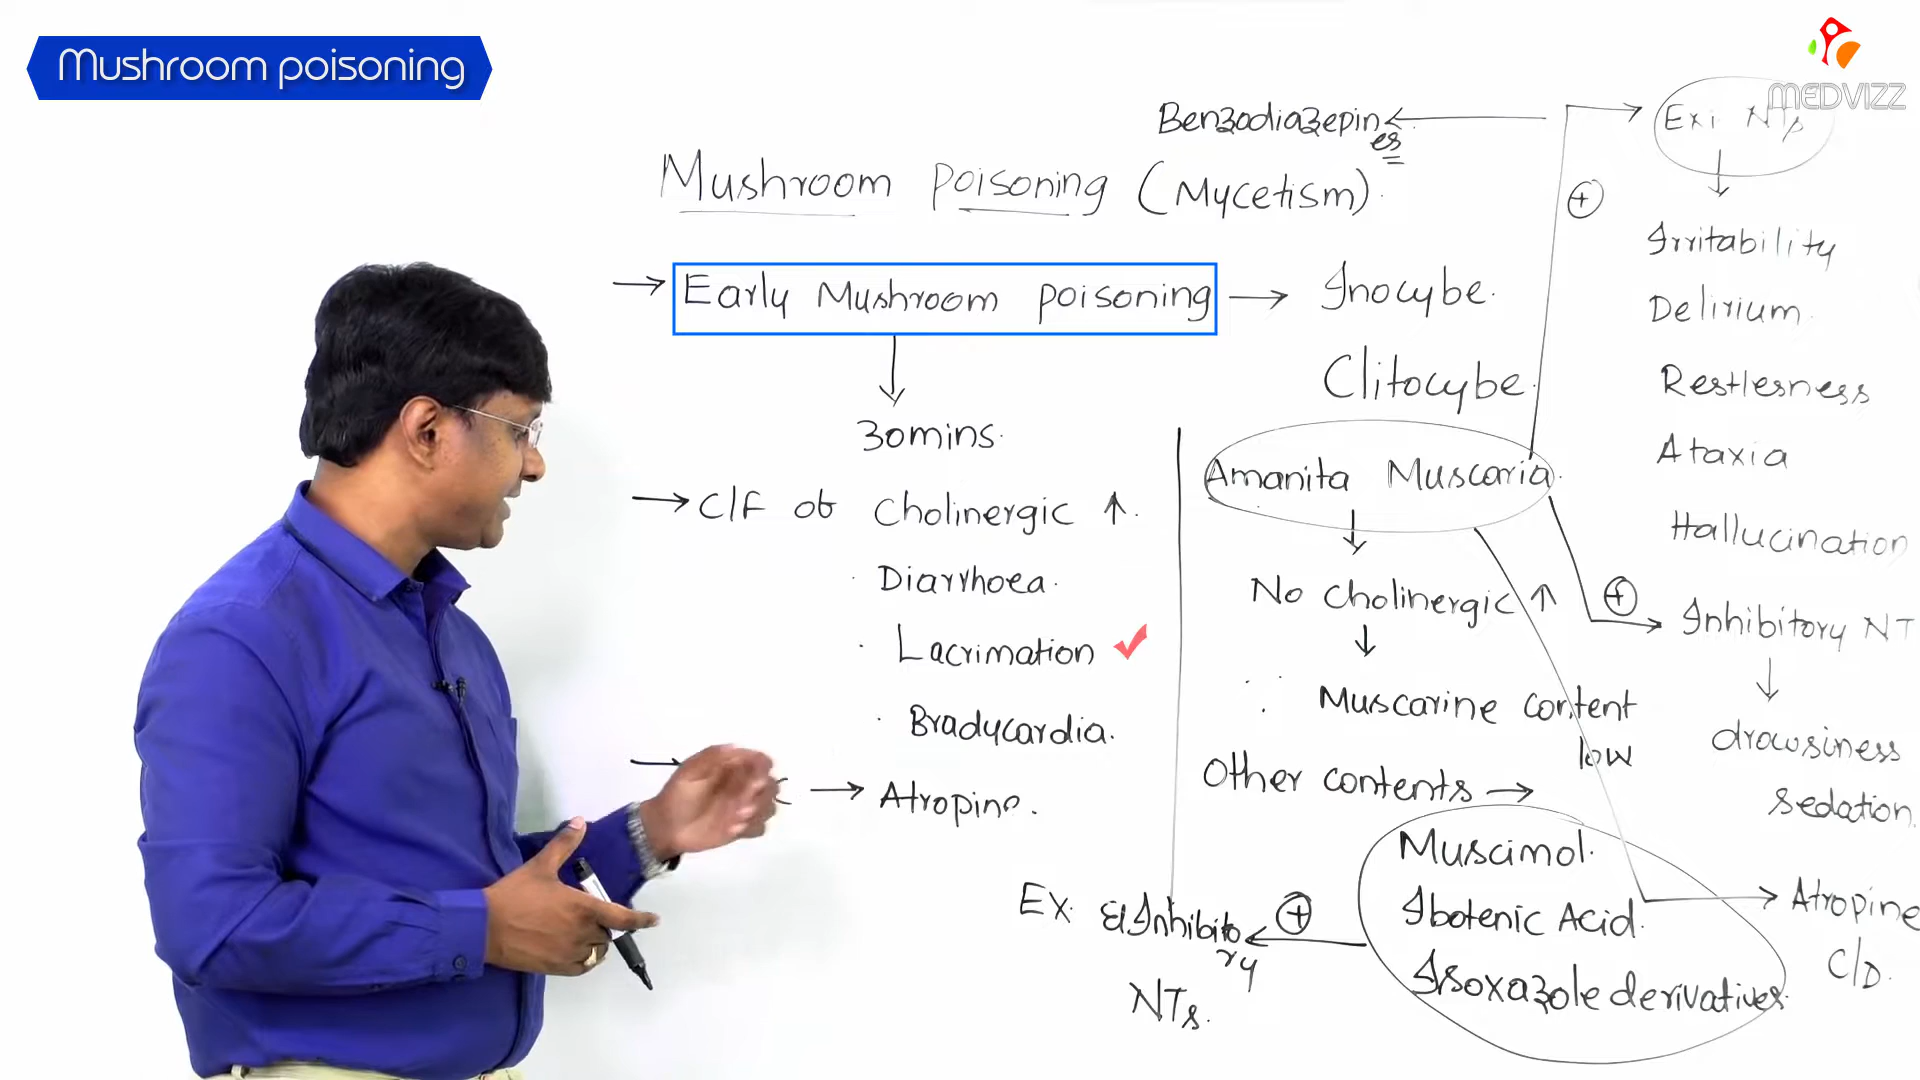 Mushroom poisoning
MEDVIZZ
Benzodiazepines
Exi NTs
Mushroom poisoning (Mycetism).
Early Mushroom poisoning
30mins.
→ C/F of Cholinergic ↑.
Diarrhoea.
Lacrimation ✓
Bradycardia.
→ Atropine.
Inocybe.
Clitocybe.
Amanita Muscaria.
No cholinergic ↑
∵ Muscarine content low
Other contents →
Muscimol.
Ibotenic Acid.
Isoxazole derivatives.
⊕
Ex. & Inhibitory
NTs.
⊕
Irritability
Delirium.
Restlesness
Ataxia
Hallucination
⊕
Inhibitory NT
drowsiness
sedation.
Atropine
C/D.